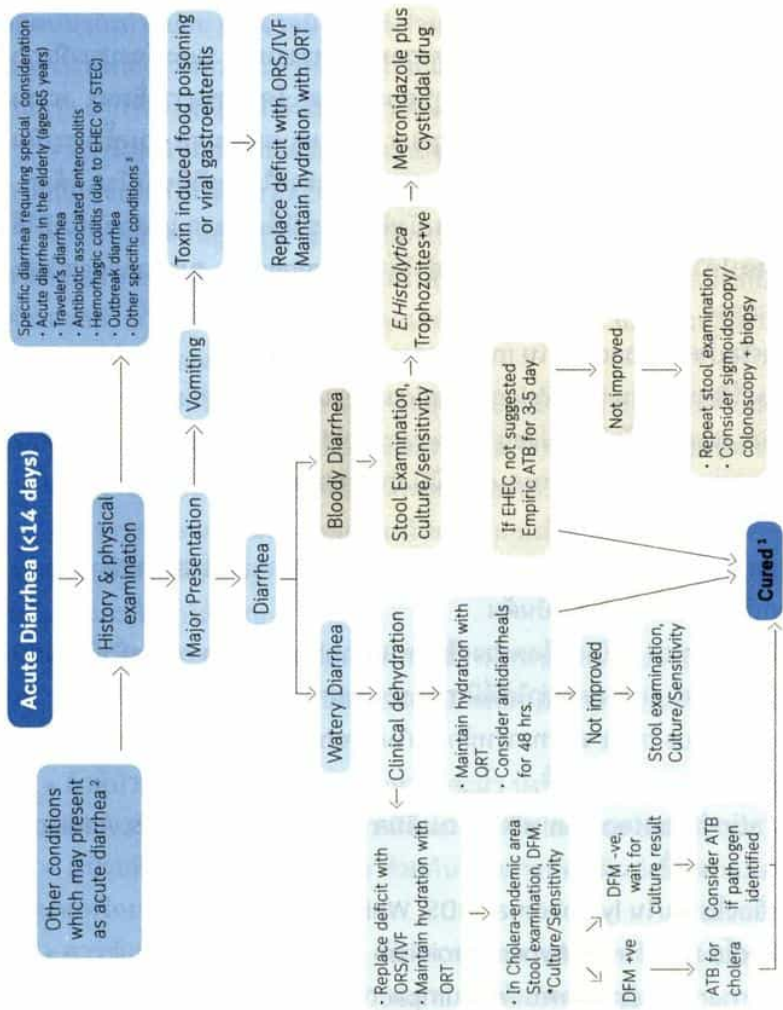 Acute Diarrhea (<14 days)
Other conditions
which may present
as acute diarrhea²
History & physical
examination
Specific diarrhea requiring special consideration
• Acute diarrhea in the elderly (age>65 years)
• Traveler's diarrhea
• Antibiotic associated enterocolitis
• Hemorrhagic colitis (due to EHEC or STEC)
• Outbreak diarrhea
• Other specific conditions³
Major Presentation
Vomiting
Toxin induced food poisoning
or viral gastroenteritis
Replace deficit with ORS/IVF
Maintain hydration with ORT
Diarrhea
Watery Diarrhea
Bloody Diarrhea
Clinical dehydration
Stool Examination,
culture/sensitivity
E.Histolytica
Trophozoites+ve
Metronidazole plus
cysticidal drug
• Replace deficit with
ORS/IVF
• Maintain hydration with
ORT
• Maintain hydration with
ORT
• Consider antidiarrheals
for 48 hrs.
If EHEC not suggested
Empiric ATB for 3-5 day
• In Cholera-endemic area
Stool examination, DFM,
*Culture/Sensitivity
Not improved
Not improved
DFM +ve
DFM -ve,
wait for
culture result
Stool examination,
Culture/Sensitivity
• Repeat stool examination
• Consider sigmoidoscopy/
colonoscopy + biopsy
ATB for
cholera
Consider ATB
if pathogen
identified
Cured¹